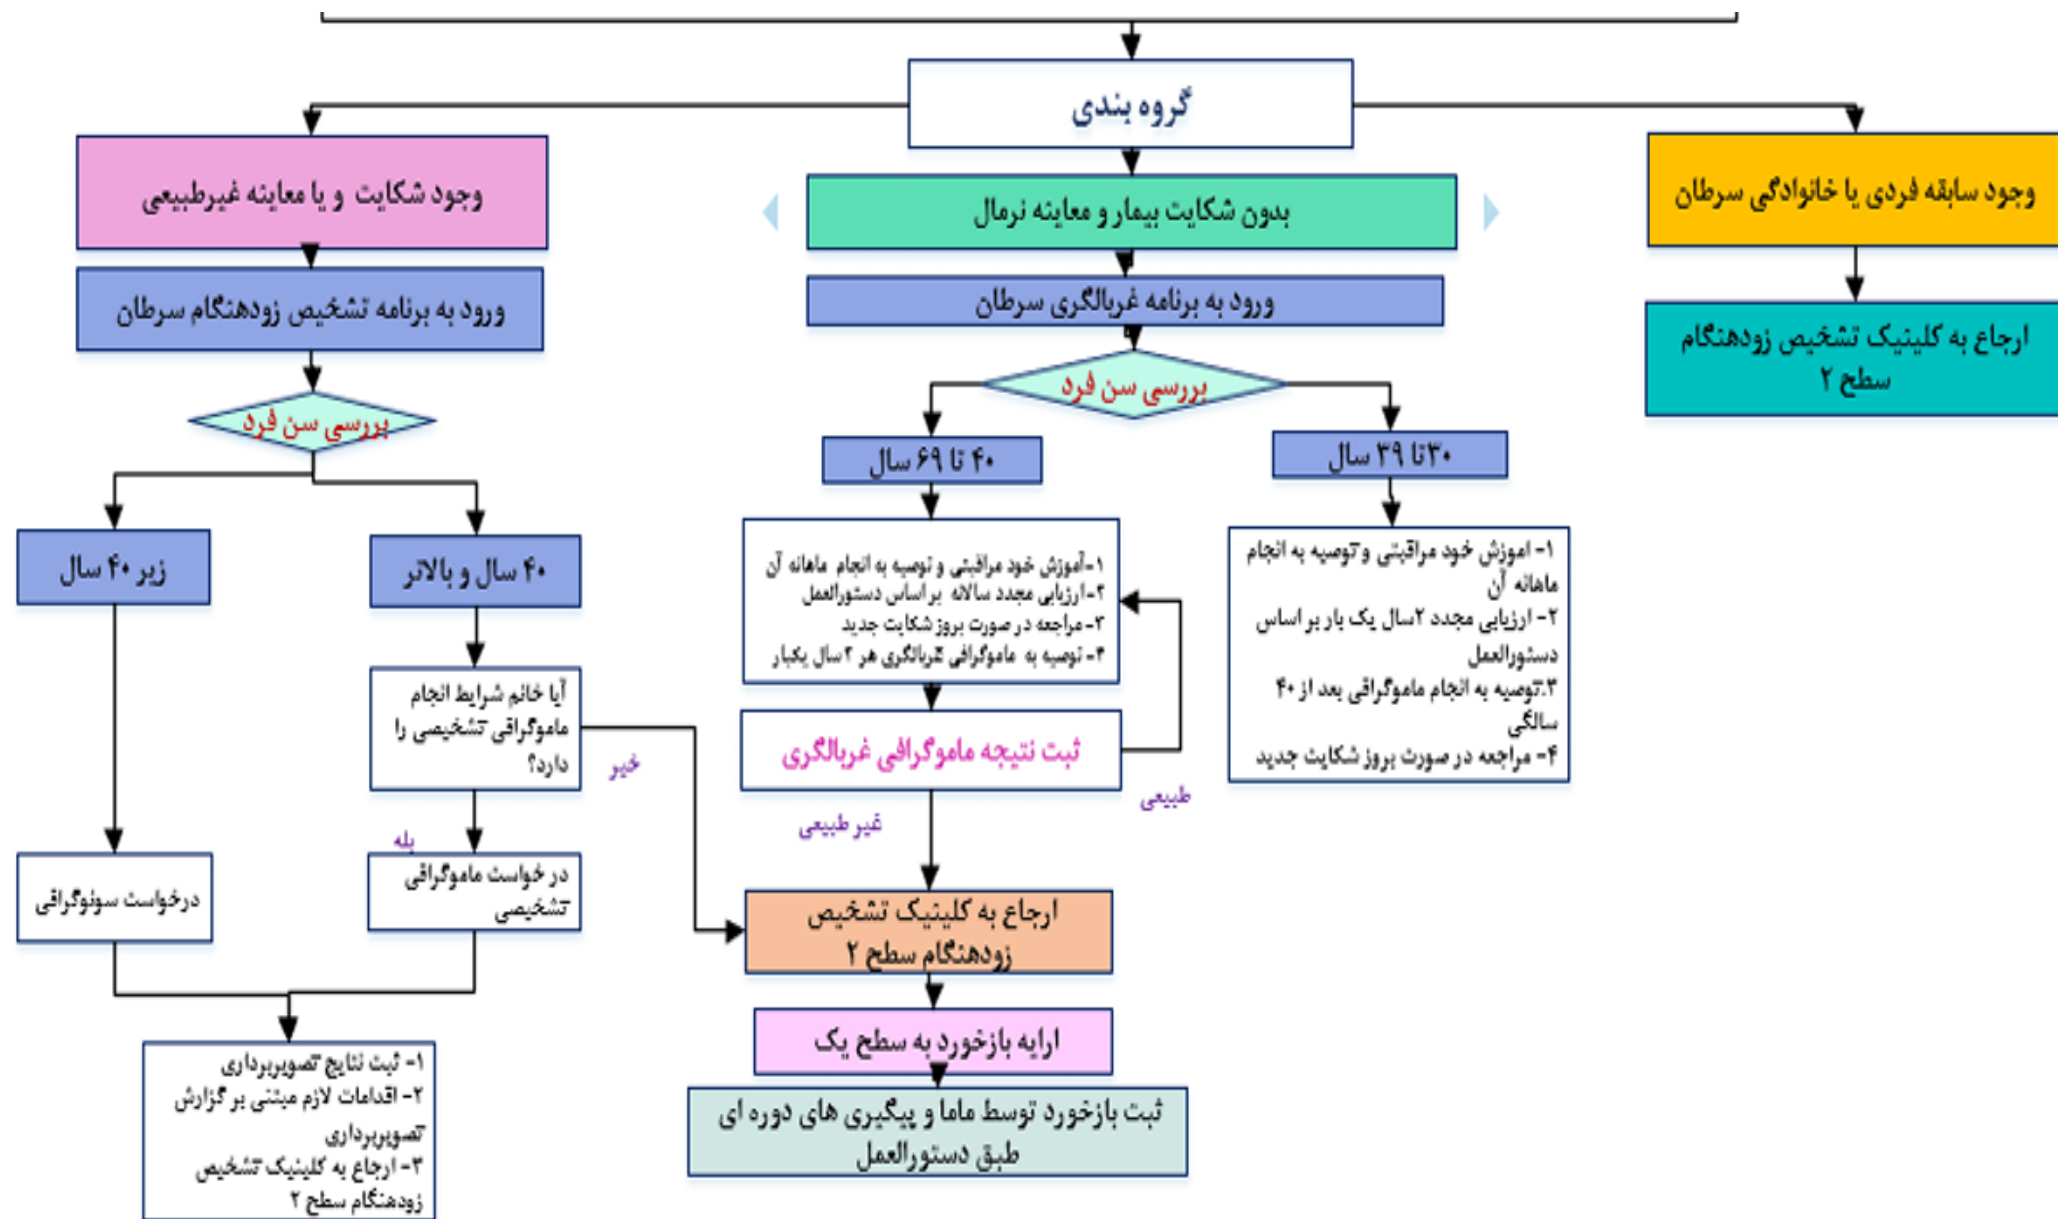 گروه بندی
وجود سابقه فردی یا خانوادگی سرطان
ارجاع به کلینیک تشخیص زودهنگام
سطح ۲
بدون شکایت بیمار و معاینه نرمال
ورود به برنامه غربالگری سرطان
بررسی سن فرد
۳۰تا ۳۹ سال
۱- اموزش خود مراقبتی و توصیه به انجام
ماهانه آن
۲- ارزیابی مجدد ۲سال یک بار بر اساس
دستورالعمل
۳.توصیه به انجام ماموگرافی بعد از ۴۰
سالگی
۴- مراجعه در صورت بروز شکایت جدید
۴۰ تا ۶۹ سال
۱-آموزش خود مراقبتی و توصیه به انجام ماهانه آن
۲-ارزیابی مجدد سالانه براساس دستورالعمل
۳- مراجعه در صورت بروز شکایت جدید
۴- توصیه به ماموگرافی غربالگری هر ۲ سال یکبار
ثبت نتیجه ماموگرافی غربالگری
طبیعی
غیر طبیعی
ارجاع به کلینیک تشخیص
زودهنگام سطح ۲
ارایه بازخورد به سطح یک
ثبت بازخورد توسط ماما و پیگیری های دوره ای
طبق دستورالعمل
وجود شکایت و یا معاینه غیرطبیعی
ورود به برنامه تشخیص زودهنگام سرطان
بررسی سن فرد
۴۰ سال و بالاتر
آیا خانم شرایط انجام
ماموگرافی تشخیصی را
دارد؟
خیر
بله
در خواست ماموگرافی
تشخیصی
زیر ۴۰ سال
درخواست سونوگرافی
۱- ثبت نتایج تصویربرداری
۲- اقدامات لازم مبتنی بر گزارش
تصویربرداری
۳- ارجاع به کلینیک تشخیص
زودهنگام سطح ۲